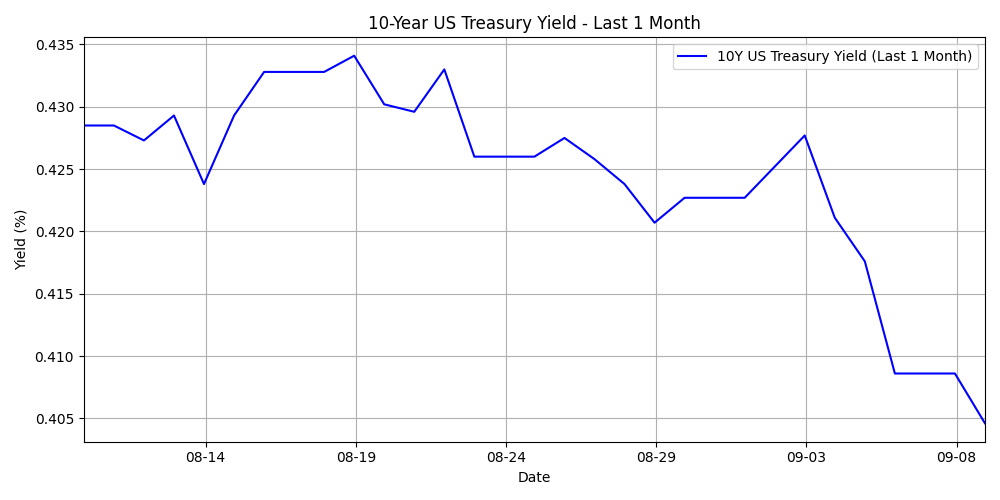 10-Year US Treasury Yield - Last 1 Month
10Y US Treasury Yield (Last 1 Month)
Yield (%)
0.435
0.430
0.425
0.420
0.415
0.410
0.405
08-14 08-19 08-24 08-29 09-03 09-08
Date